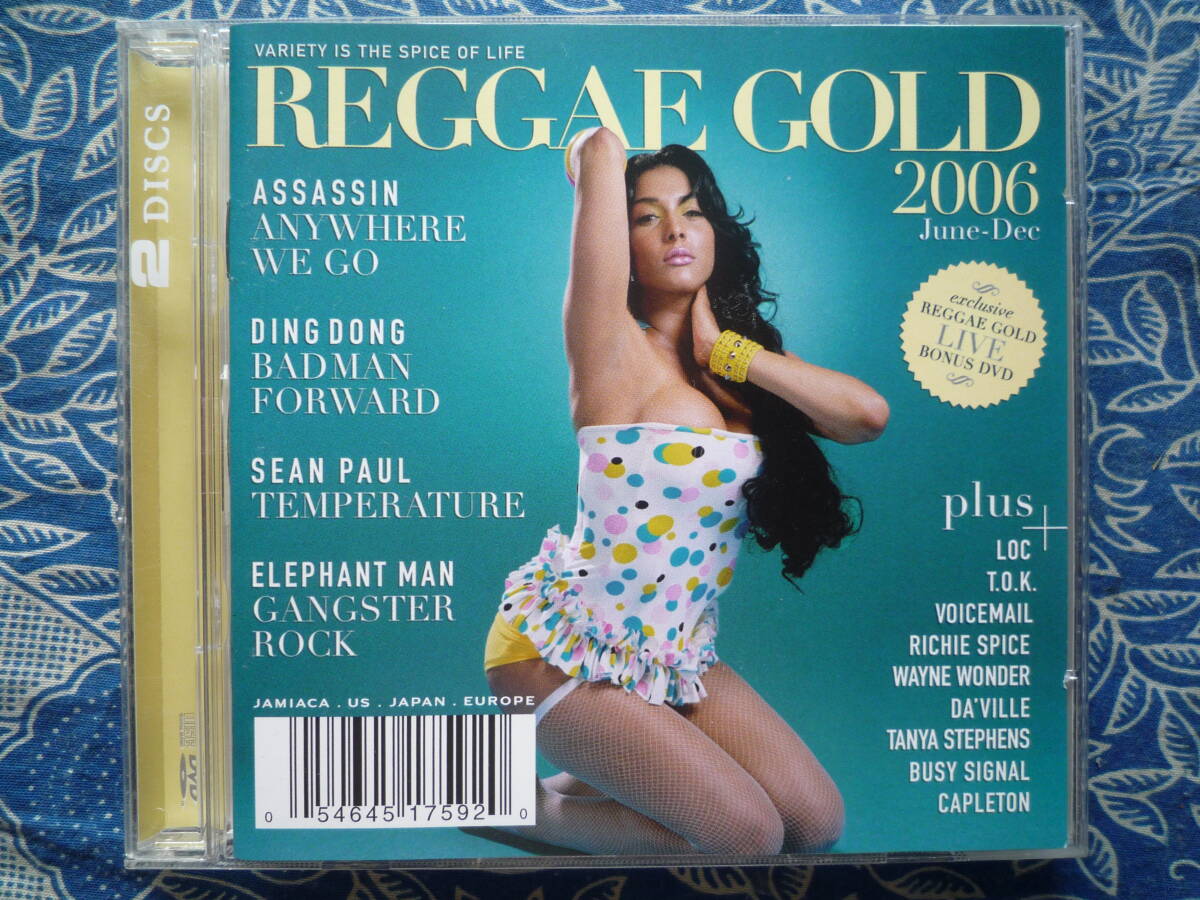 2 DISCS
DVD
VARIETY IS THE SPICE OF LIFE
REGGAE GOLD
2006
June-Dec
ASSASSIN
ANYWHERE
WE GO
DING DONG
BADMAN
FORWARD
SEAN PAUL
TEMPERATURE
ELEPHANT MAN
GANGSTER
ROCK
exclusive
REGGAE GOLD
LIVE
BONUS DVD
plus+
LOC
T.O.K.
VOICEMAIL
RICHIE SPICE
WAYNE WONDER
DA'VILLE
TANYA STEPHENS
BUSY SIGNAL
CAPLETON
JAMIACA . US . JAPAN . EUROPE
0 54645 17592 0